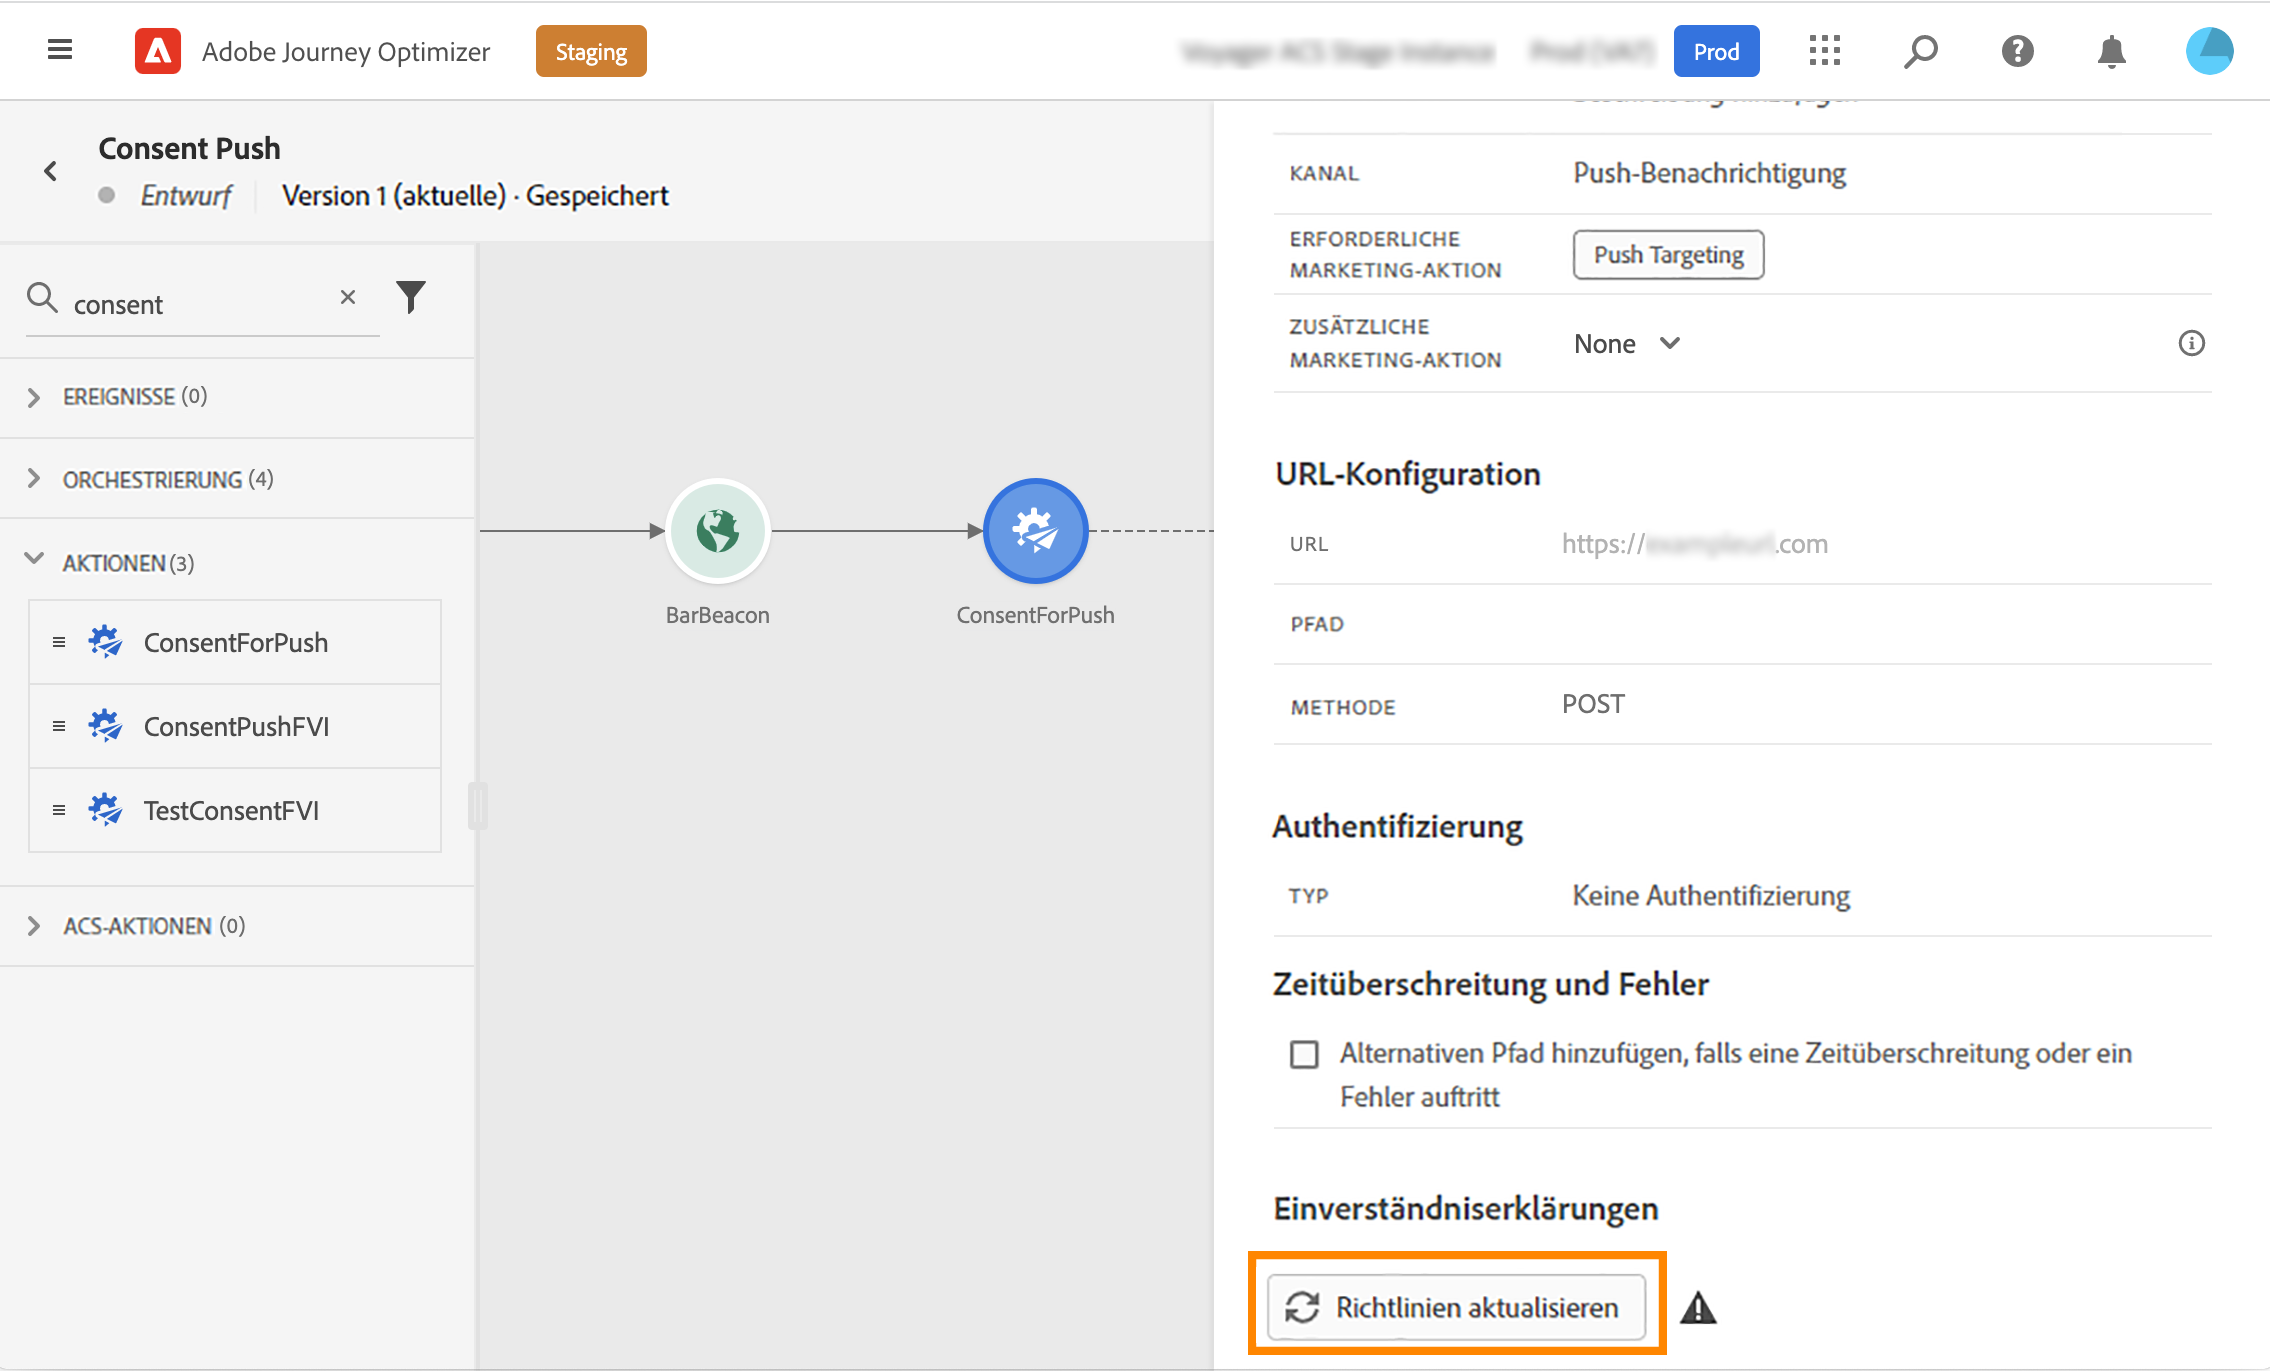 Adobe Journey Optimizer
Staging
Prod
Consent Push
Entwurf
Version 1 (aktuelle) · Gespeichert
consent
EREIGNISSE (0)
ORCHESTRIERUNG (4)
AKTIONEN (3)
ConsentForPush
ConsentPushFVI
TestConsentFVI
ACS-AKTIONEN (0)
BarBeacon
ConsentForPush
KANAL
Push-Benachrichtigung
ERFORDERLICHE
MARKETING-AKTION
Push Targeting
ZUSÄTZLICHE
MARKETING-AKTION
None
URL-Konfiguration
URL
https:// .com
PFAD
METHODE
POST
Authentifizierung
TYP
Keine Authentifizierung
Zeitüberschreitung und Fehler
Alternativen Pfad hinzufügen, falls eine Zeitüberschreitung oder ein
Fehler auftritt
Einverständniserklärungen
Richtlinien aktualisieren